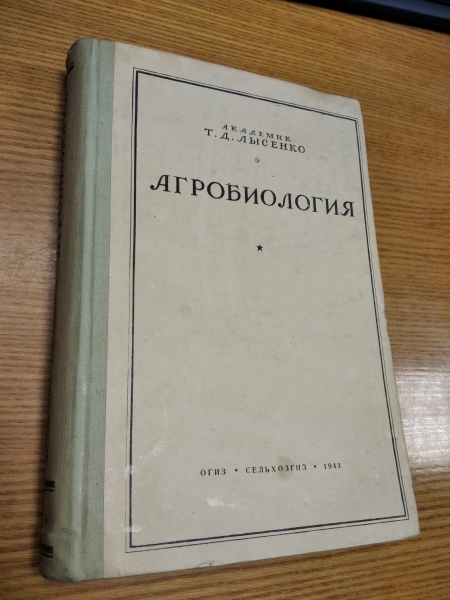 АКАДЕМИК
Т.Д.ЛЫСЕНКО
АГРОБИОЛОГИЯ
ОГИЗ • СЕЛЬХОЗГИЗ • 1943